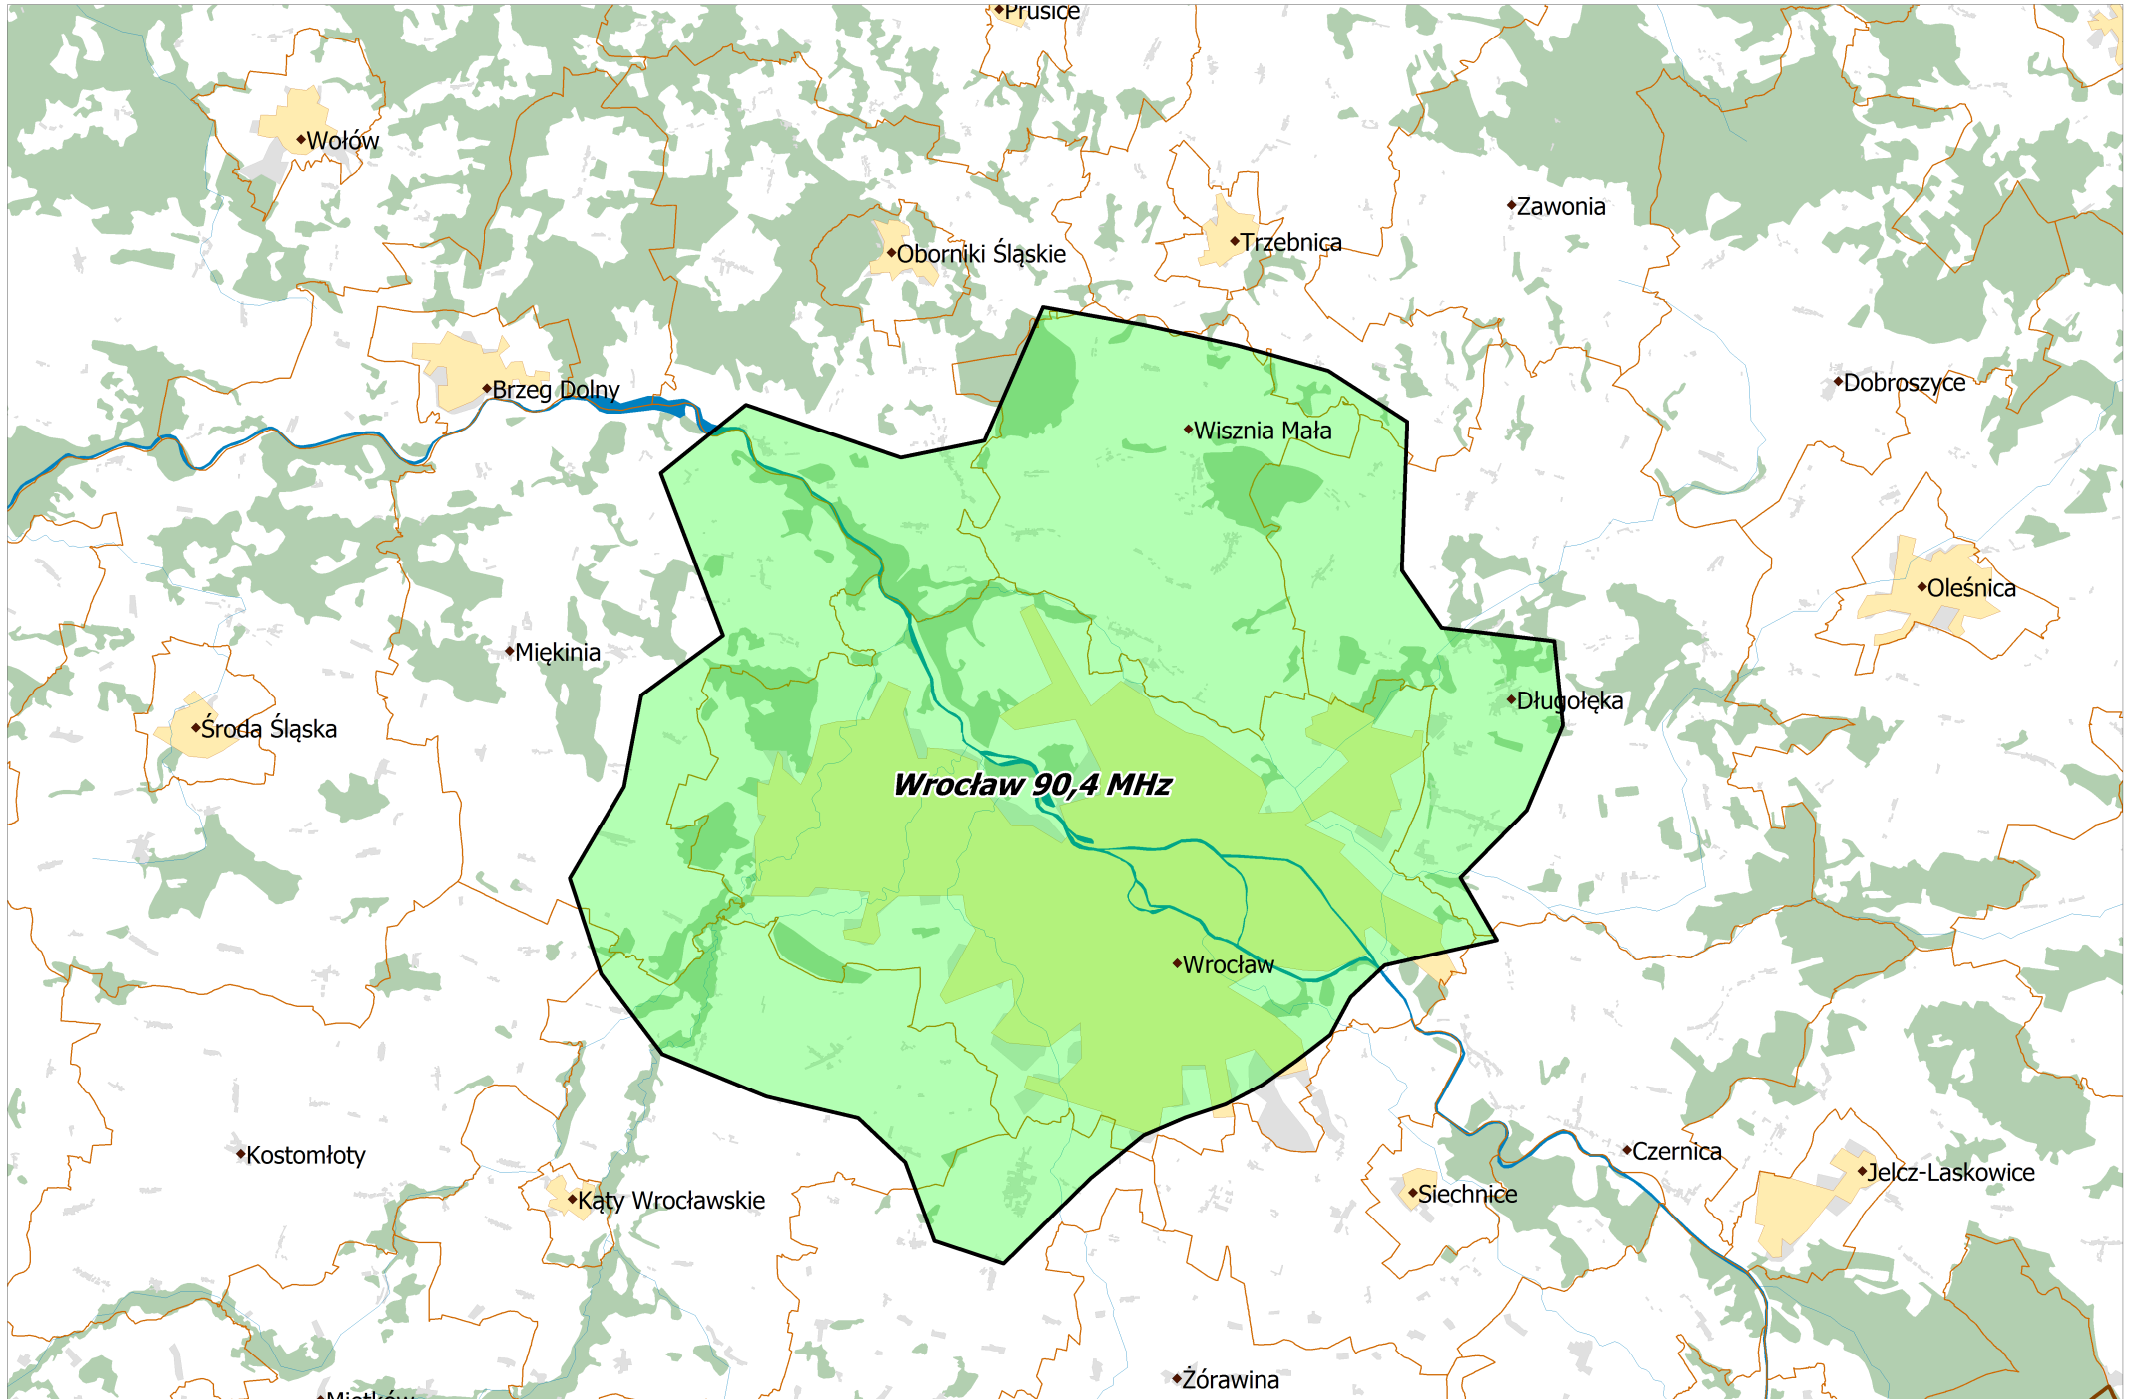 Prusice
Wołów
Zawonia
Trzebnica
Oborniki Śląskie
Dobroszyce
Brzeg Dolny
Wisznia Mała
Oleśnica
Miękinia
Długołęka
Środa Śląska
Wrocław 90,4 MHz
Wrocław
Czernica
Kostomłoty
Jelcz-Laskowice
Siechnice
Kąty Wrocławskie
Żórawina
Mietków